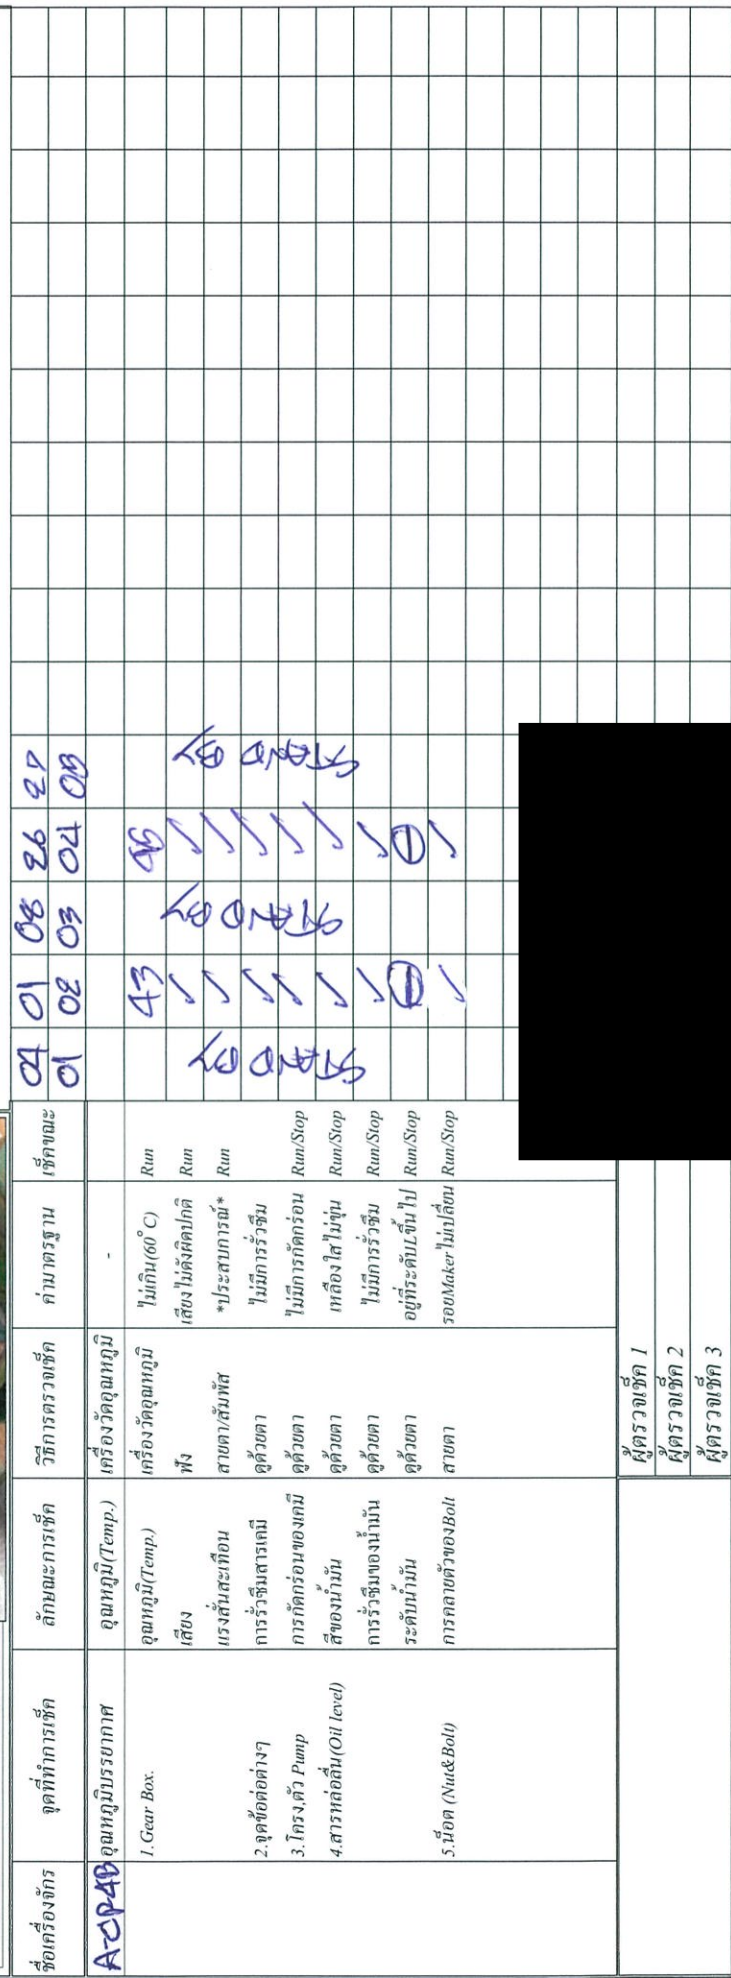 ชื่อเครื่องจักร จุดที่ทำการเช็ค ลักษณะการเช็ค วิธีการตรวจเช็ค ค่ามาตรฐาน เช็คขณะ 04 01 08 26 27
01 02 03 04 05
A-CP4B อุณหภูมิบรรยากาศ อุณหภูมิ(Temp.) เครื่องวัดอุณหภูมิ -
1.Gear Box. อุณหภูมิ(Temp.) เครื่องวัดอุณหภูมิ ไม่เกิน(60°C) Run 43
เสียง ฟัง เสียงไม่ดังผิดปกติ Run ✓ ✓
แรงสั่นสะเทือน สายตา/สัมผัส *ประสบการณ์* Run ✓ ✓
2.จุดข้อต่อต่างๆ การรั่วซึมสารเคมี ดูด้วยตา ไม่มีการรั่วซึม ✓ ✓
3.โครง,ตัว Pump การกัดกร่อนของเคมี ดูด้วยตา ไม่มีการกัดกร่อน Run/Stop ✓ ✓
4.สารหล่อลื่น(Oil level) สีของน้ำมัน ดูด้วยตา เหลืองใสไม่ขุ่น Run/Stop ✓ ✓
การรั่วซึมของน้ำมัน ดูด้วยตา ไม่มีการรั่วซึม Run/Stop ✓ ✓
ระดับน้ำมัน ดูด้วยตา อยู่ที่ระดับLขึ้นไป Run/Stop
5.น็อต (Nut&Bolt) การคลายตัวของBolt สายตา รอยMakerไม่เปลี่ยน Run/Stop ✓ ✓
STAND BY
STAND BY
STAND BY
ผู้ตรวจเช็ค 1
ผู้ตรวจเช็ค 2
ผู้ตรวจเช็ค 3